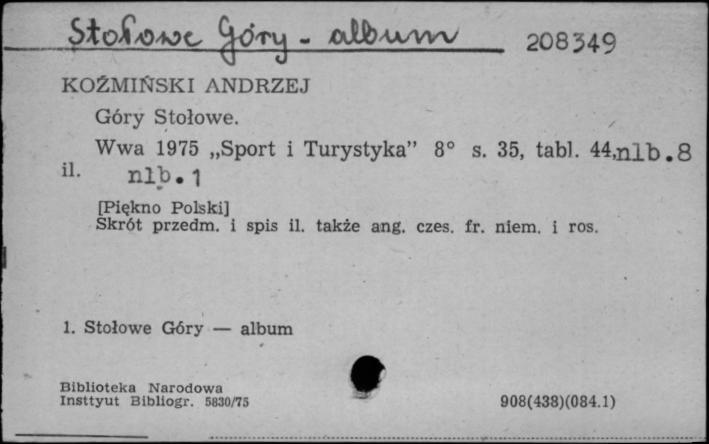 Stołowe Góry - album 208349
KOŹMIŃSKI ANDRZEJ
Góry Stołowe.
Wwa 1975 „Sport i Turystyka” 8° s. 35, tabl. 44, nlb. 8
il. nlb. 1
[Piękno Polski]
Skrót przedm. i spis il. także ang. czes. fr. niem. i ros.
1. Stołowe Góry — album
Biblioteka Narodowa
Insttyut Bibliogr. 5830/75 908(438)(084.1)